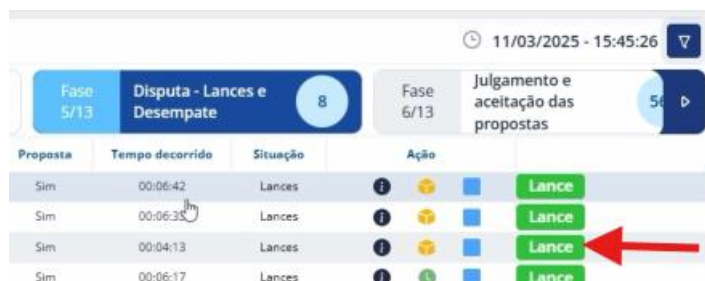 11/03/2025 - 15:45:26
Fase 5/13
Disputa - Lances e Desempate
8
Fase 6/13
Julgamento e aceitação das propostas
Proposta Tempo decorrido Situação Ação
Sim 00:06:42 Lances Lance
Sim Lances Lance
Sim 00:04:13 Lances Lance
Sim 00:06:17 Lances Lance